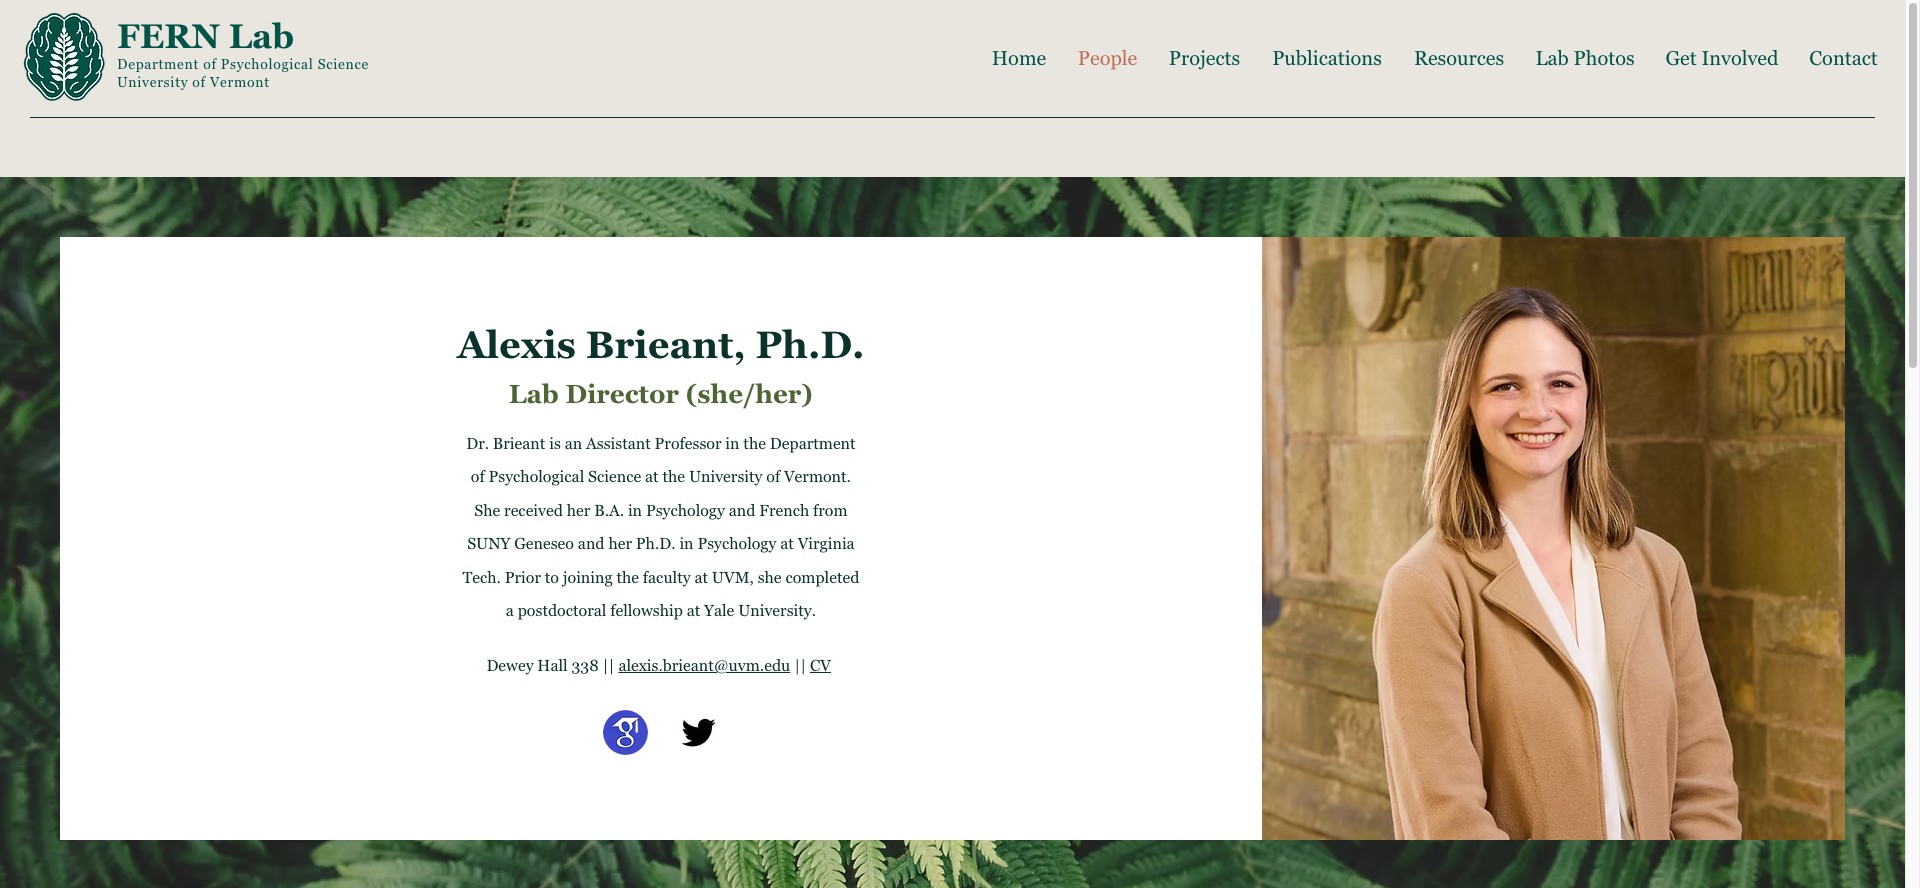 FERN Lab
Department of Psychological Science
University of Vermont
Home People Projects Publications Resources Lab Photos Get Involved Contact
Alexis Brieant, Ph.D.
Lab Director (she/her)
Dr. Brieant is an Assistant Professor in the Department
of Psychological Science at the University of Vermont.
She received her B.A. in Psychology and French from
SUNY Geneseo and her Ph.D. in Psychology at Virginia
Tech. Prior to joining the faculty at UVM, she completed
a postdoctoral fellowship at Yale University.
Dewey Hall 338 || alexis.brieant@uvm.edu || CV
g